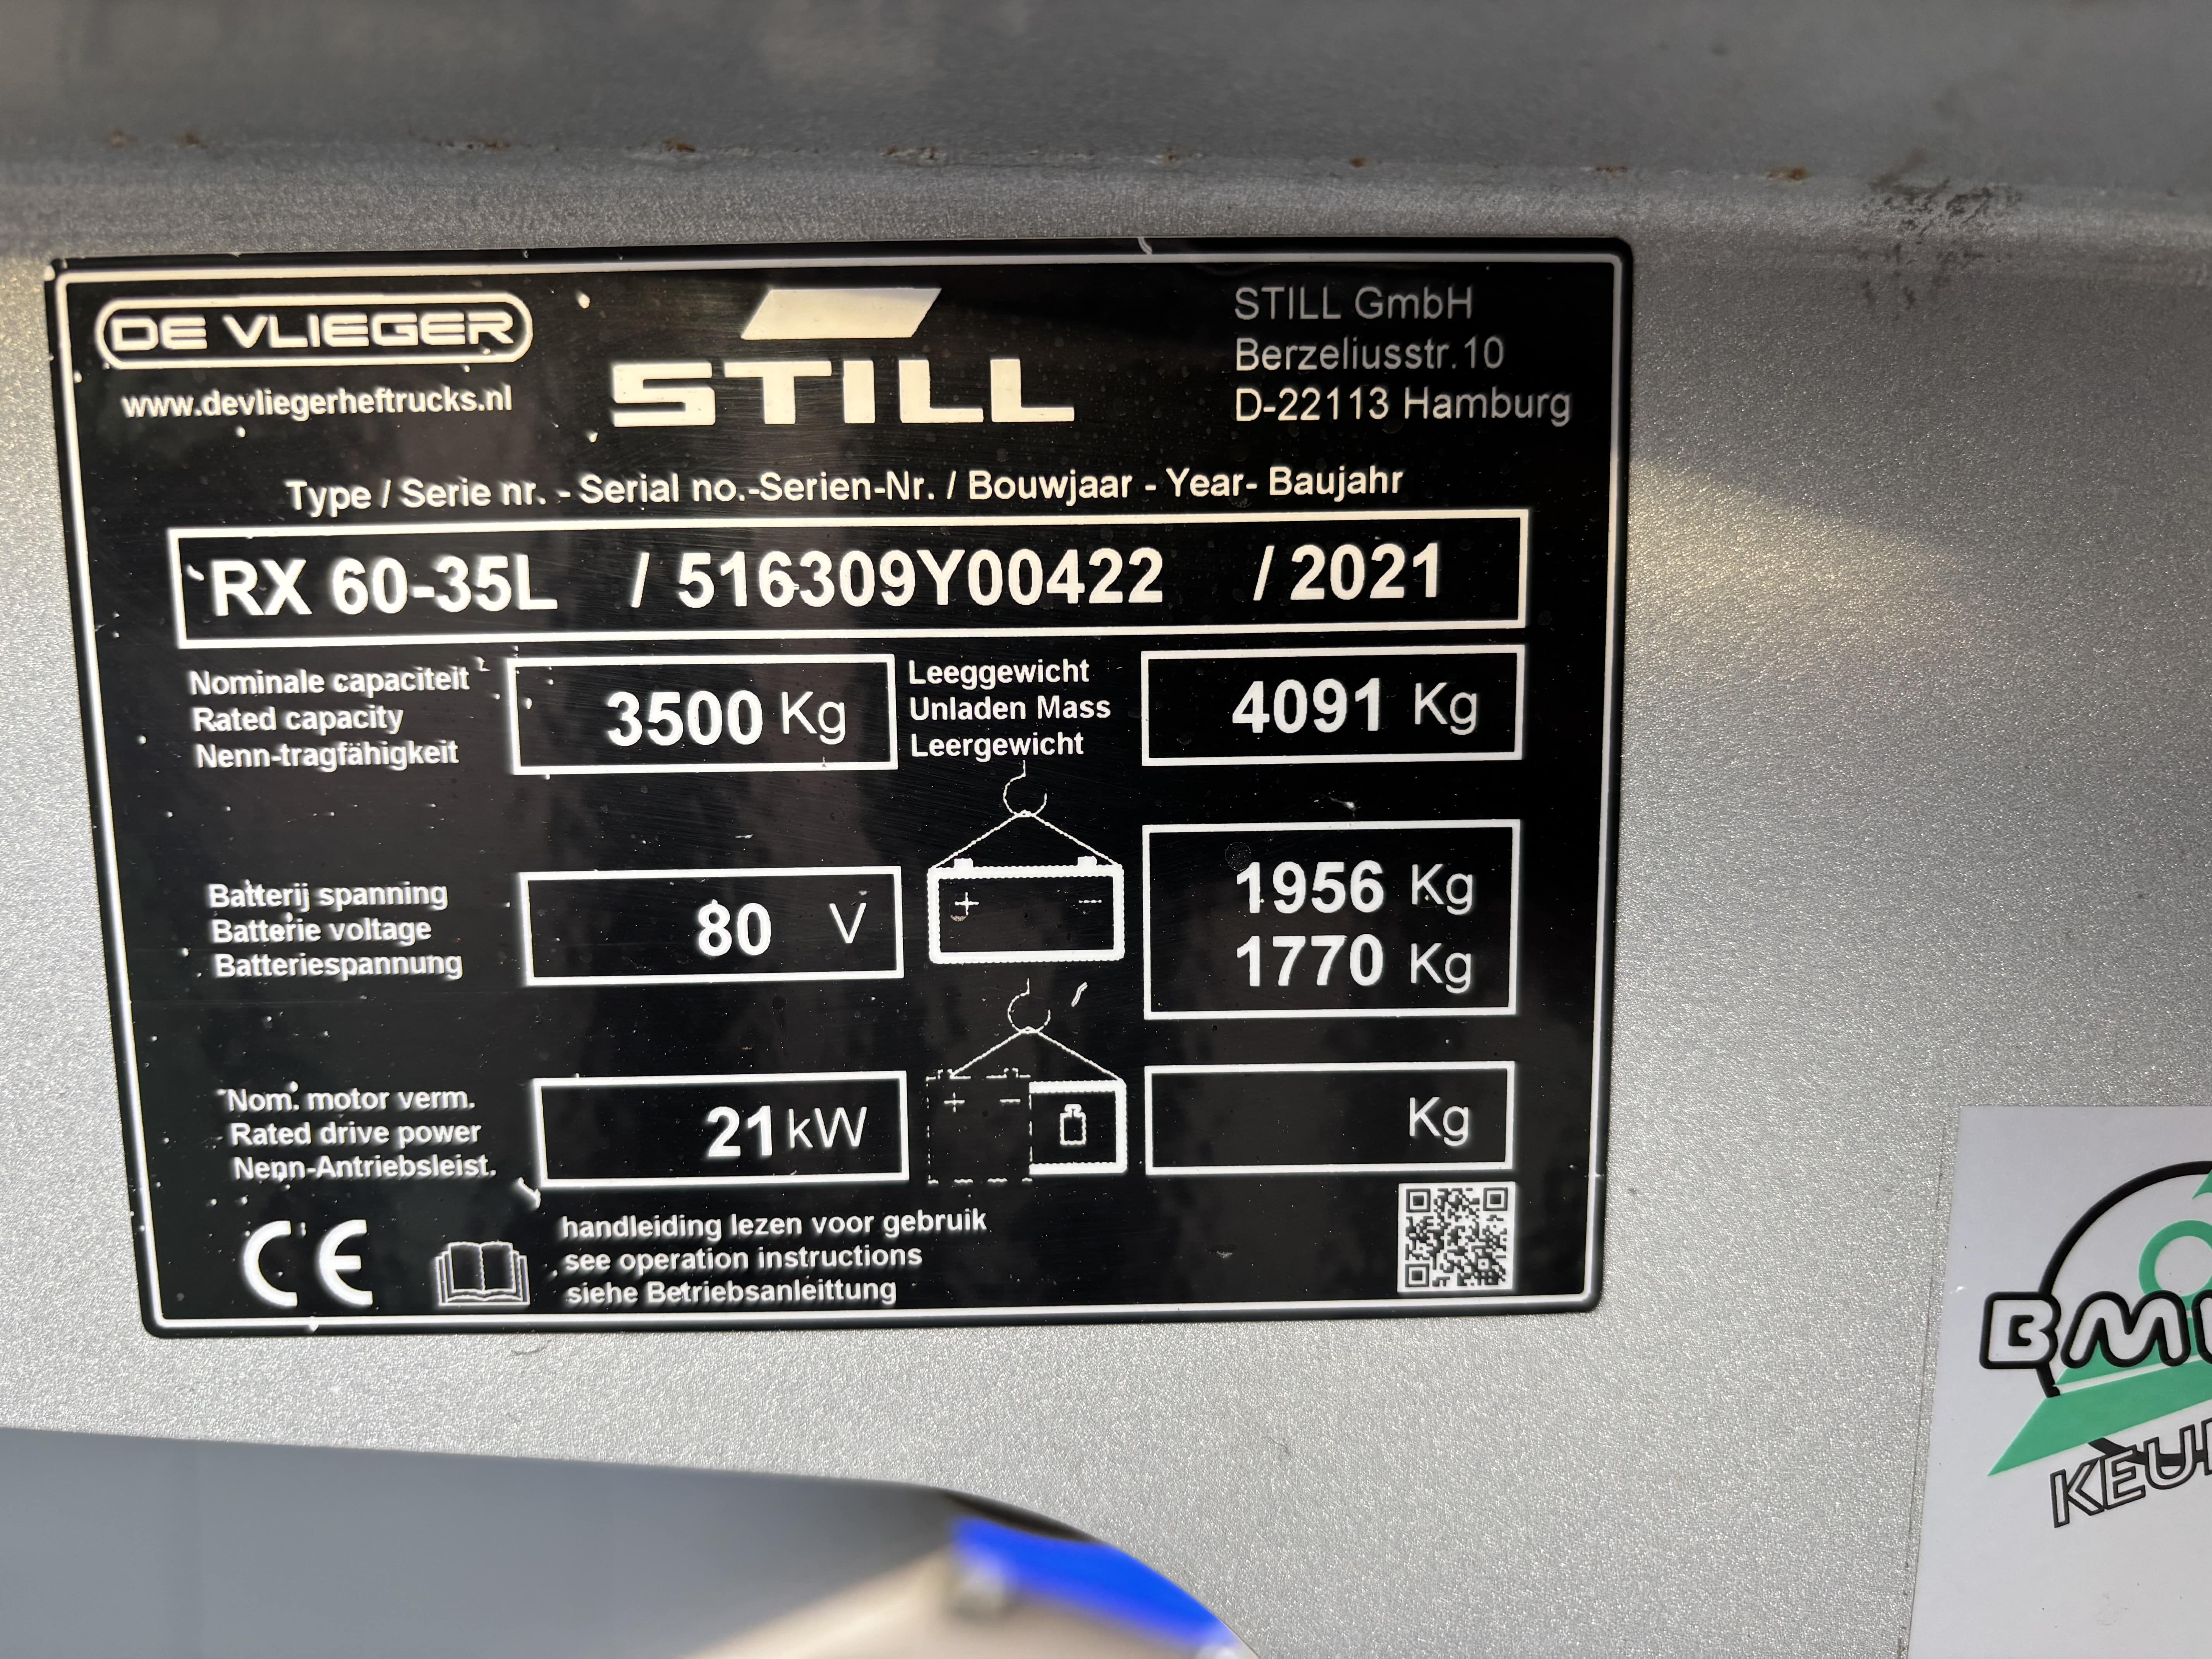 DE VLIEGER
www.devliegerheftrucks.nl
STILL
STILL GmbH
Berzeliusstr.10
D-22113 Hamburg
Type / Serie nr. - Serial no.-Serien-Nr. / Bouwjaar - Year- Baujahr
RX 60-35L / 516309Y00422 / 2021
Nominale capaciteit
Rated capacity
Nenn-tragfähigkeit
3500 Kg
Leeggewicht
Unladen Mass
Leergewicht
4091 Kg
Batterij spanning
Batterie voltage
Batteriespannung
80 V
+ -
1956 Kg
1770 Kg
Nom. motor verm.
Rated drive power
Nenn-Antriebsleist.
21 kW
+ -
Kg
CE
handleiding lezen voor gebruik
see operation instructions
siehe Betriebsanleittung